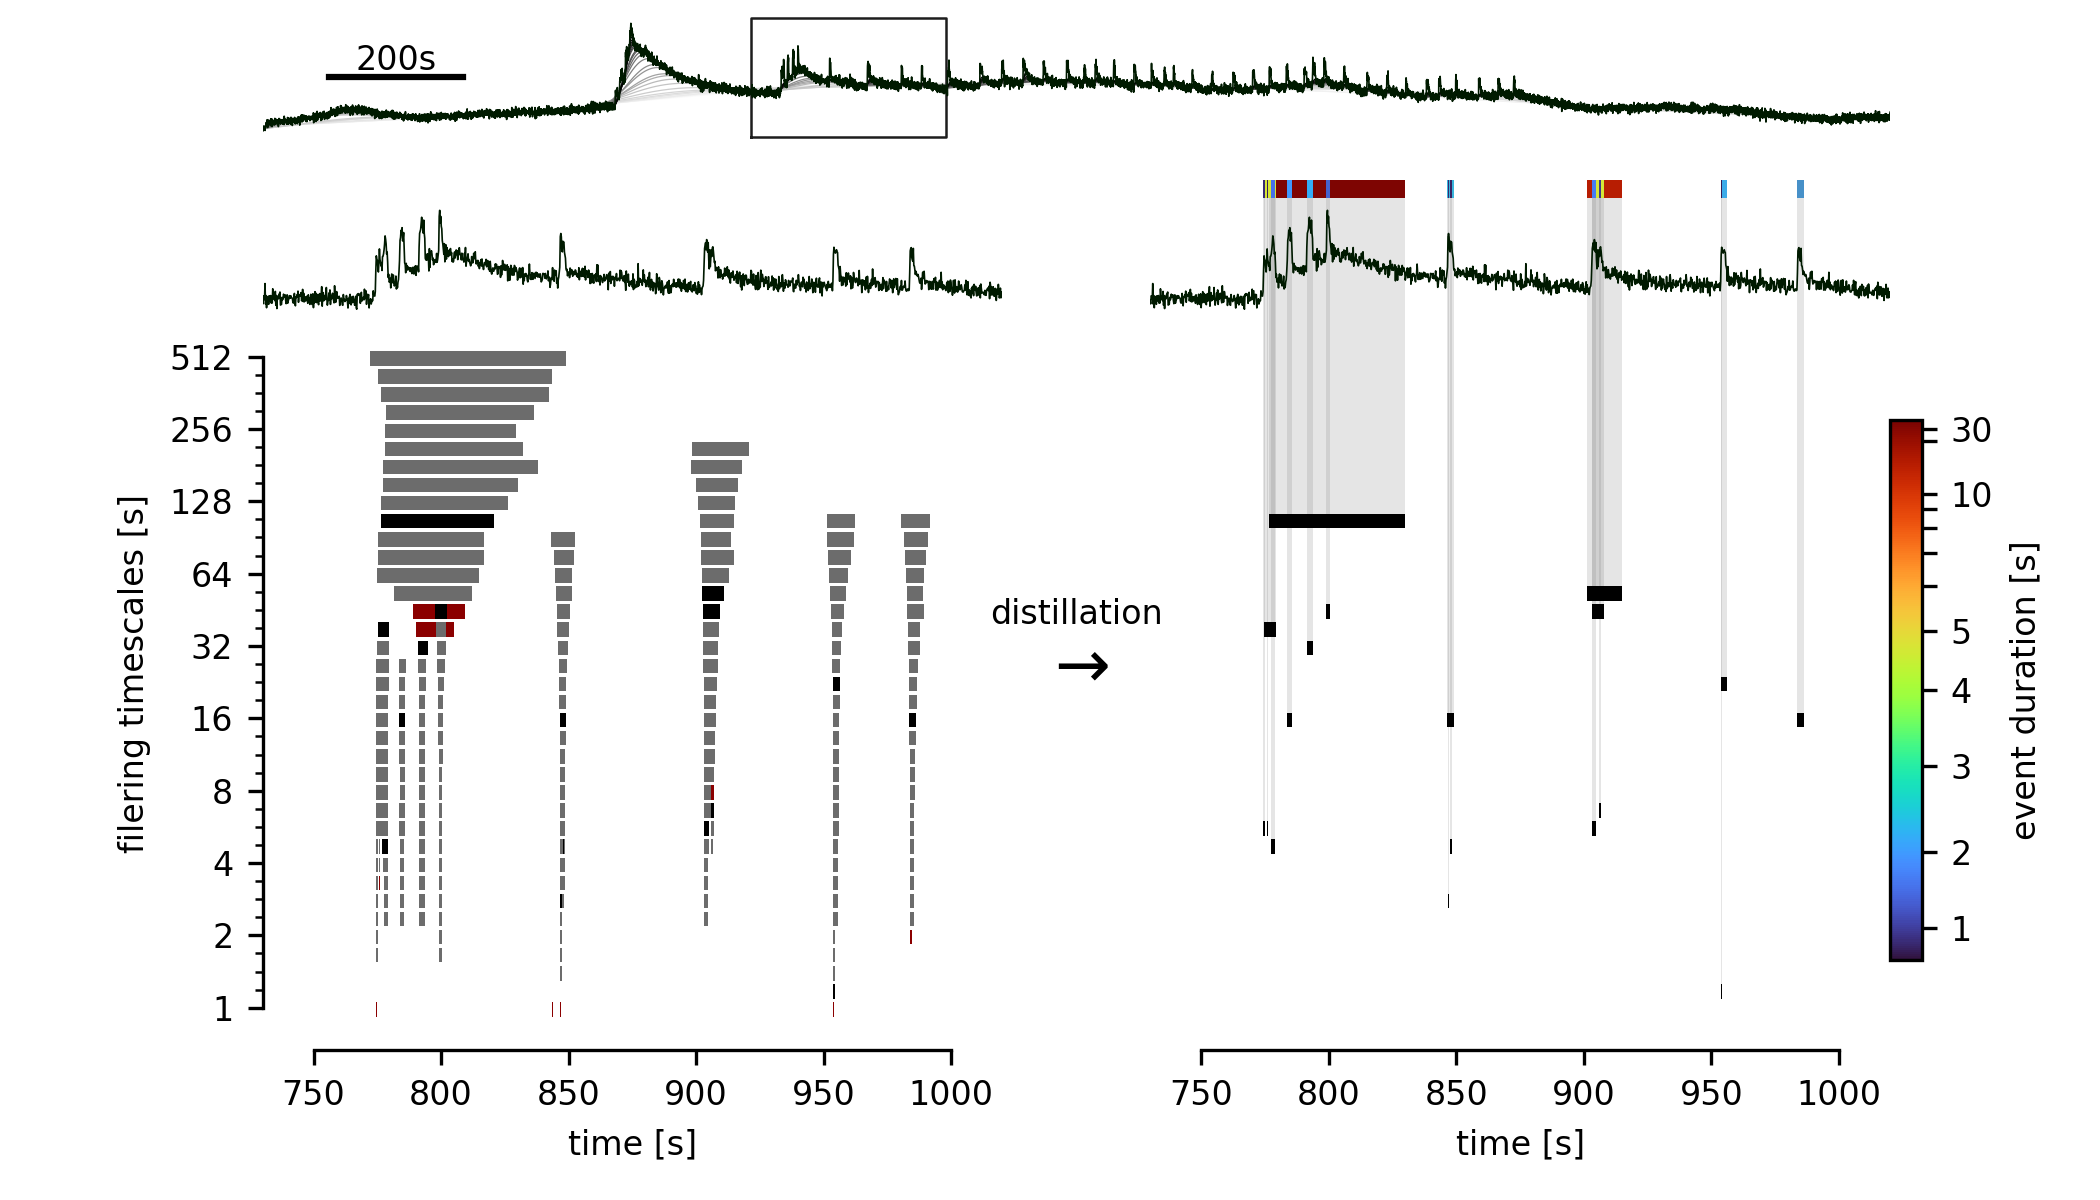 200s
512
256
128
64
32
16
8
4
2
1
filering timescales [s]
750 800 850 900 950 1000
time [s]
distillation
→
750 800 850 900 950 1000
time [s]
30
10
5
4
3
2
1
event duration [s]